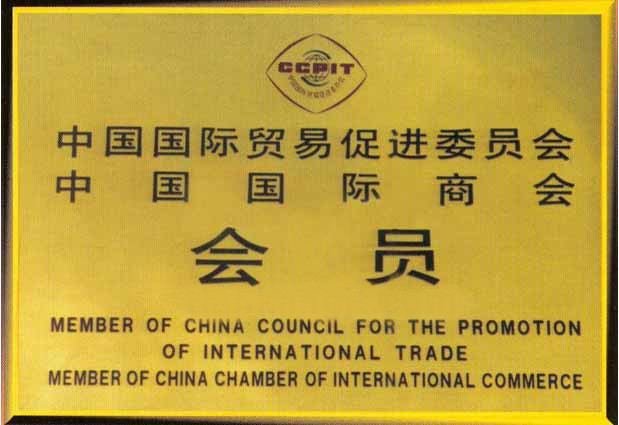 CCPIT
中国国际贸易促进委员会
中国国际商会
会员
MEMBER OF CHINA COUNCIL FOR THE PROMOTION
OF INTERNATIONAL TRADE
MEMBER OF CHINA CHAMBER OF INTERNATIONAL COMMERCE